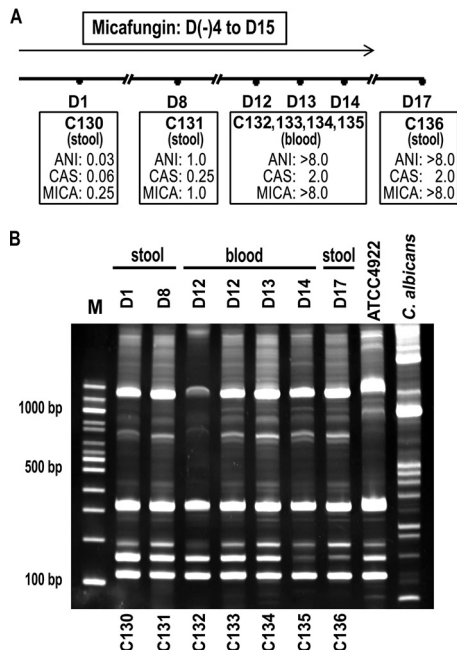 A
Micafungin: D(-)4 to D15
D1 D8 D12 D13 D14 D17
C130 C131 C132,133,134,135 C136
(stool) (stool) (blood) (stool)
ANI: 0.03 ANI: 1.0 ANI: >8.0 ANI: >8.0
CAS: 0.06 CAS: 0.25 CAS: 2.0 CAS: 2.0
MICA: 0.25 MICA: 1.0 MICA: >8.0 MICA: >8.0
B
stool blood stool
M D1 D8 D12 D12 D13 D14 D17 ATCC4922 C. albicans
1000 bp
500 bp
100 bp
C130 C131 C132 C133 C134 C135 C136